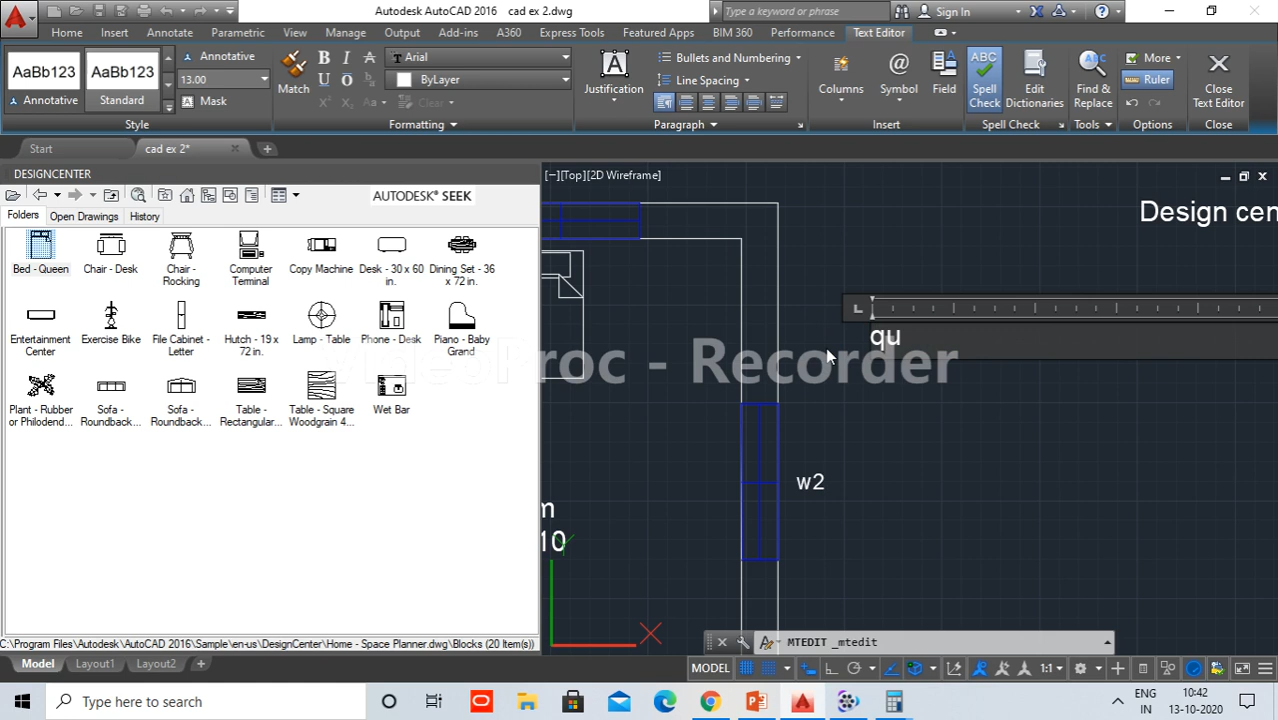 Autodesk AutoCAD 2016 cad ex 2.dwg
Type a keyword or phrase
Sign In
Home Insert Annotate Parametric View Manage Output Add-ins A360 Express Tools Featured Apps BIM 360 Performance Text Editor
AaBb123 AaBb123
Annotative Standard
Annotative
13.00
Mask
Style
Match
B I A
U O
Arial
ByLayer
Clear
Formatting
Justification
Bullets and Numbering
Line Spacing
Paragraph
Columns Symbol Field
Insert
ABC
Spell Check
Edit Dictionaries
Spell Check
Find & Replace
Tools
More
Ruler
Options
Close Text Editor
Close
Start cad ex 2*
DESIGNCENTER
AUTODESK® SEEK
Folders Open Drawings History
Bed - Queen
Chair - Desk
Chair - Rocking
Computer Terminal
Copy Machine
Desk - 30 x 60 in.
Dining Set - 36 x 72 in.
Entertainment Center
Exercise Bike
File Cabinet - Letter
Hutch - 19 x 72 in.
Lamp - Table
Phone - Desk
Piano - Baby Grand
Plant - Rubber or Philodend...
Sofa - Roundback...
Sofa - Roundback...
Table - Rectangular...
Table - Square Woodgrain 4...
Wet Bar
[−][Top][2D Wireframe]
Design cen
qu
VideoProc - Recorder
w2
m
10
Y
X
MTEDIT _mtedit
C:\Program Files\Autodesk\AutoCAD 2016\Sample\en-us\DesignCenter\Home - Space Planner.dwg\Blocks (20 Item(s))
Model Layout1 Layout2
MODEL
1:1
Type here to search
ENG
IN
10:42
13-10-2020